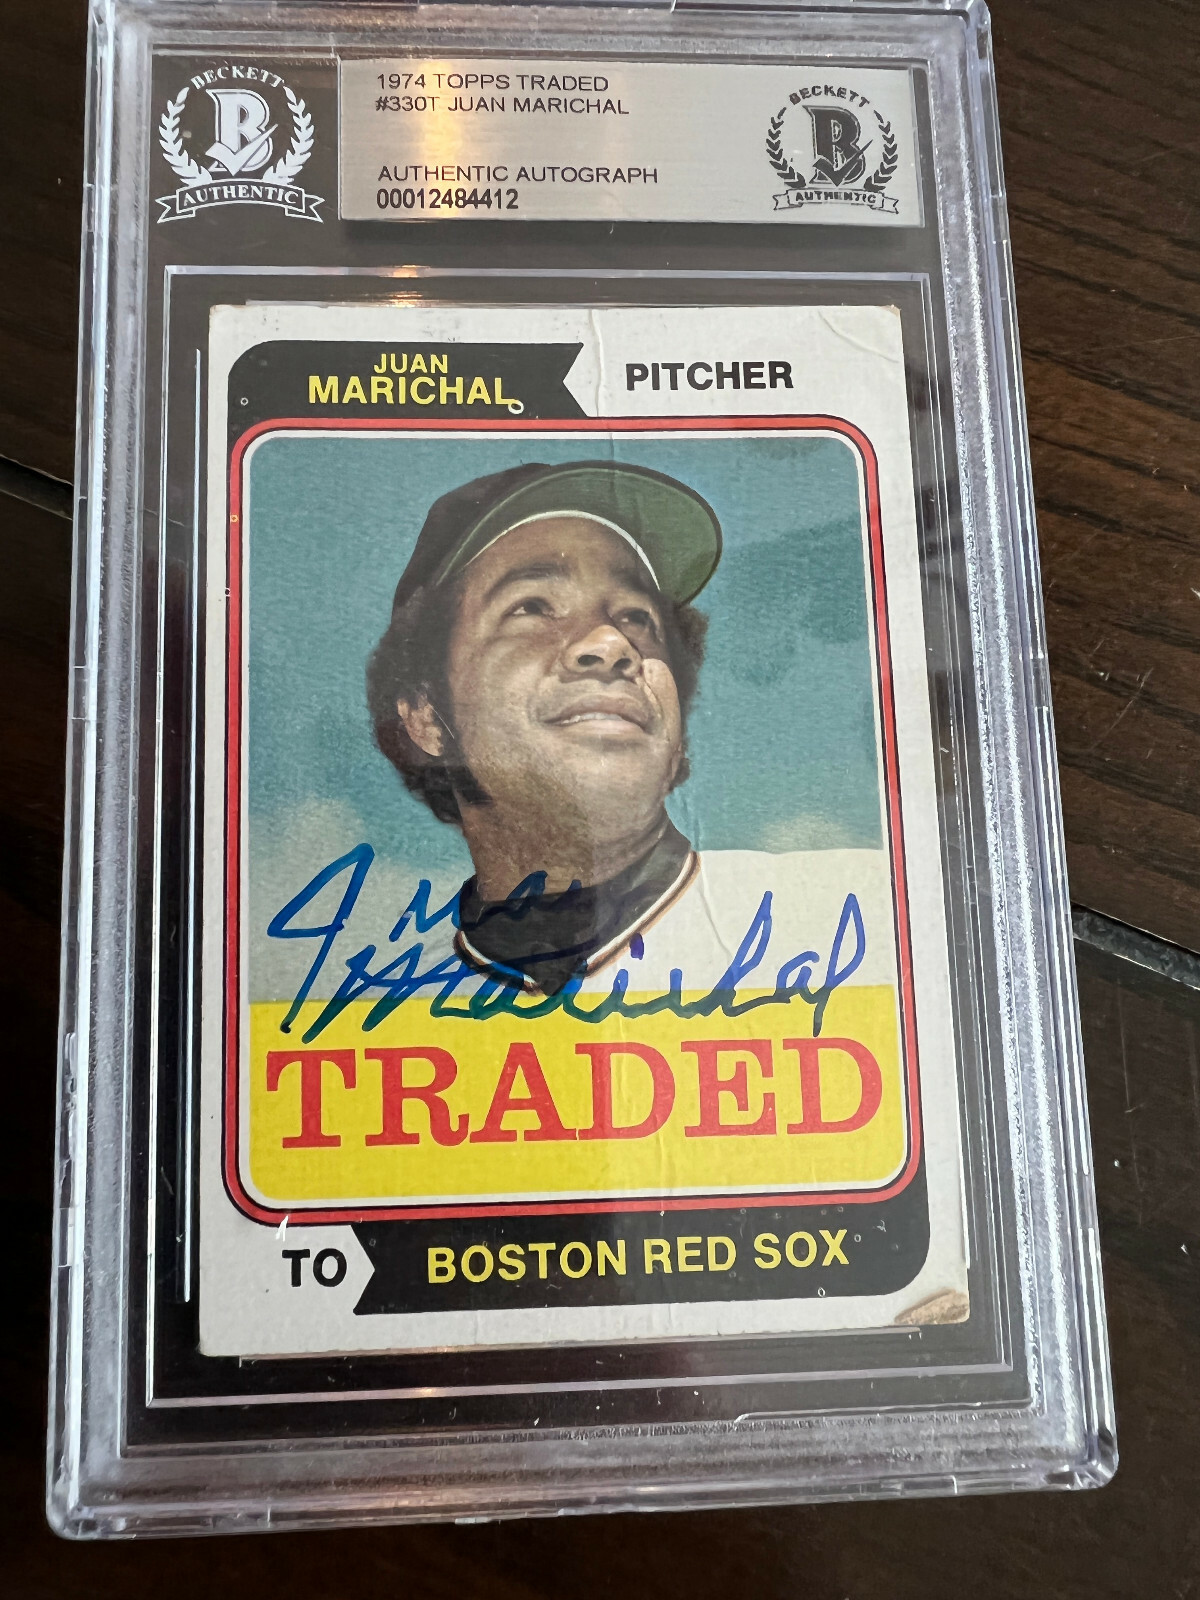 BECKETT
B
AUTHENTIC
1974 TOPPS TRADED
#330T JUAN MARICHAL
AUTHENTIC AUTOGRAPH
00012484412
BECKETT
B
AUTHENTIC
JUAN
MARICHAL
PITCHER
Juan
Marichal
TRADED
TO
BOSTON RED SOX